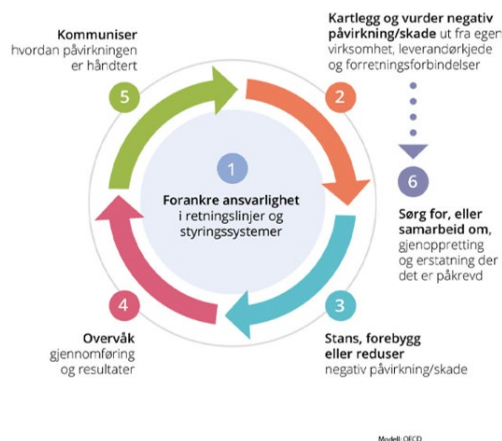 1
Forankre ansvarlighet
i retningslinjer og
styringssystemer
2
Kartlegg og vurder negativ
påvirkning/skade ut fra egen
virksomhet, leverandørkjede
og forretningsforbindelser
3
Stans, forebygg
eller reduser
negativ påvirkning/skade
4
Overvåk
gjennomføring
og resultater
5
Kommuniser
hvordan påvirkningen
er håndtert
6
Sørg for, eller
samarbeid om,
gjenoppretting
og erstatning der
det er påkrevd
Modell: OECD